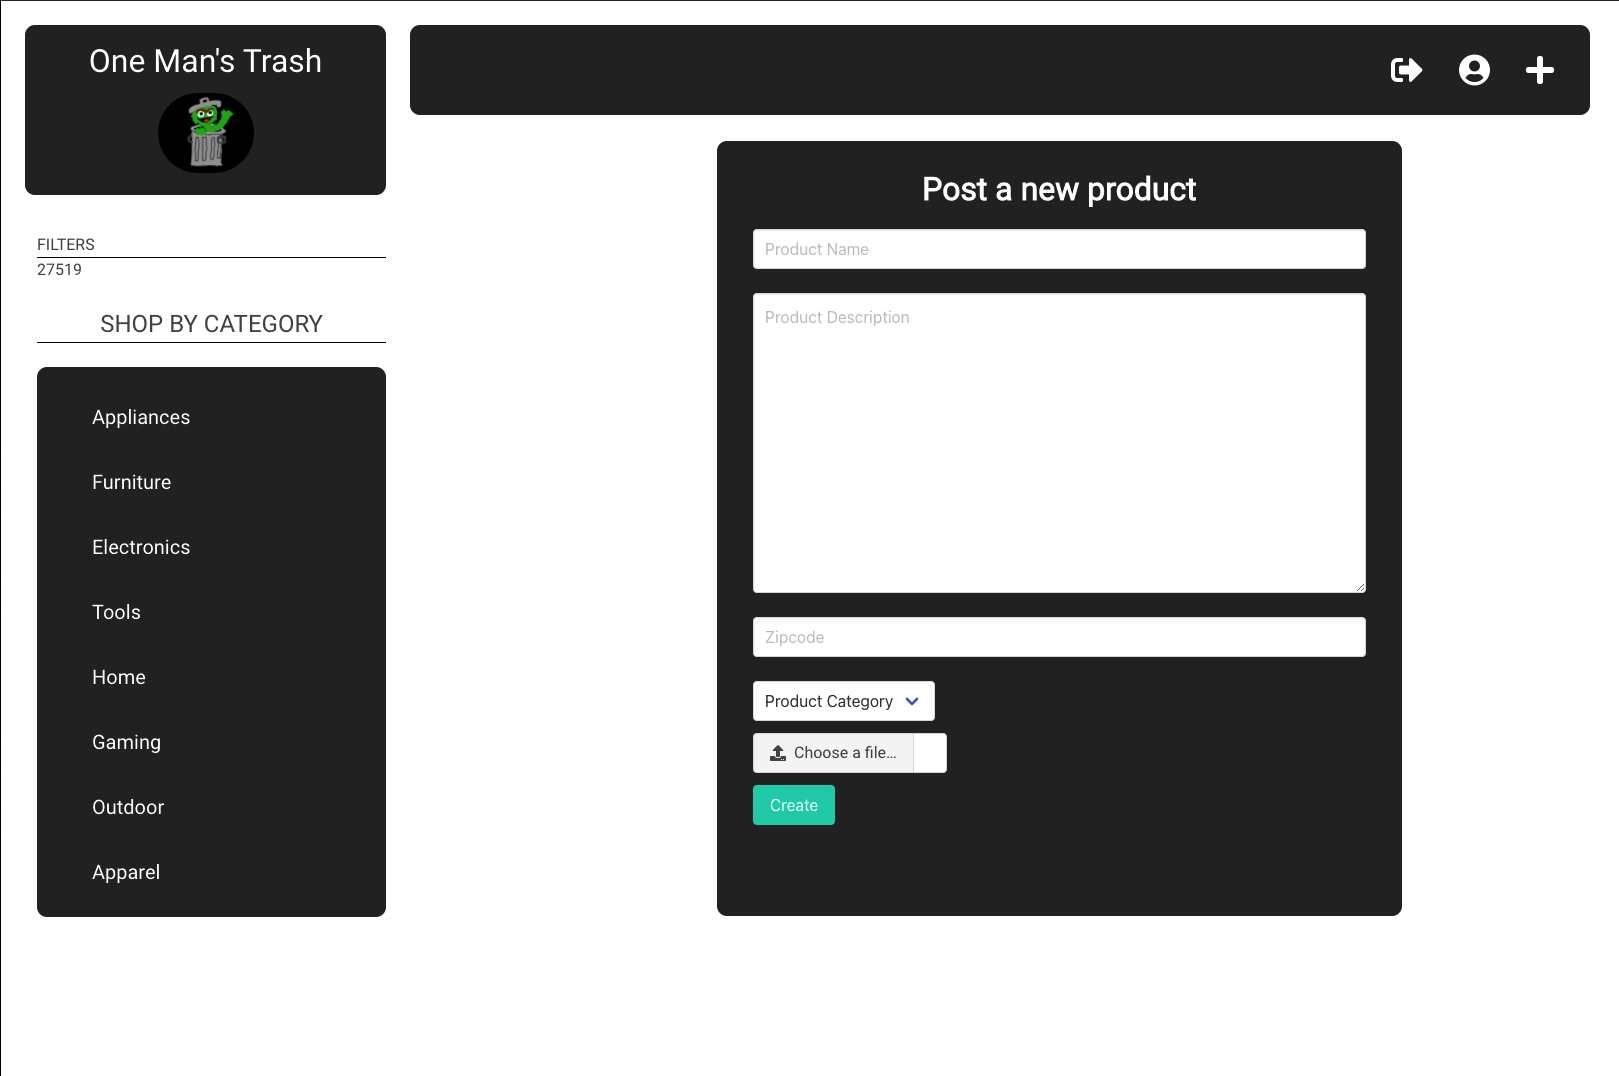 One Man's Trash
FILTERS
27519
SHOP BY CATEGORY
Appliances
Furniture
Electronics
Tools
Home
Gaming
Outdoor
Apparel
Post a new product
Product Name
Product Description
Zipcode
Product Category
Choose a file...
Create